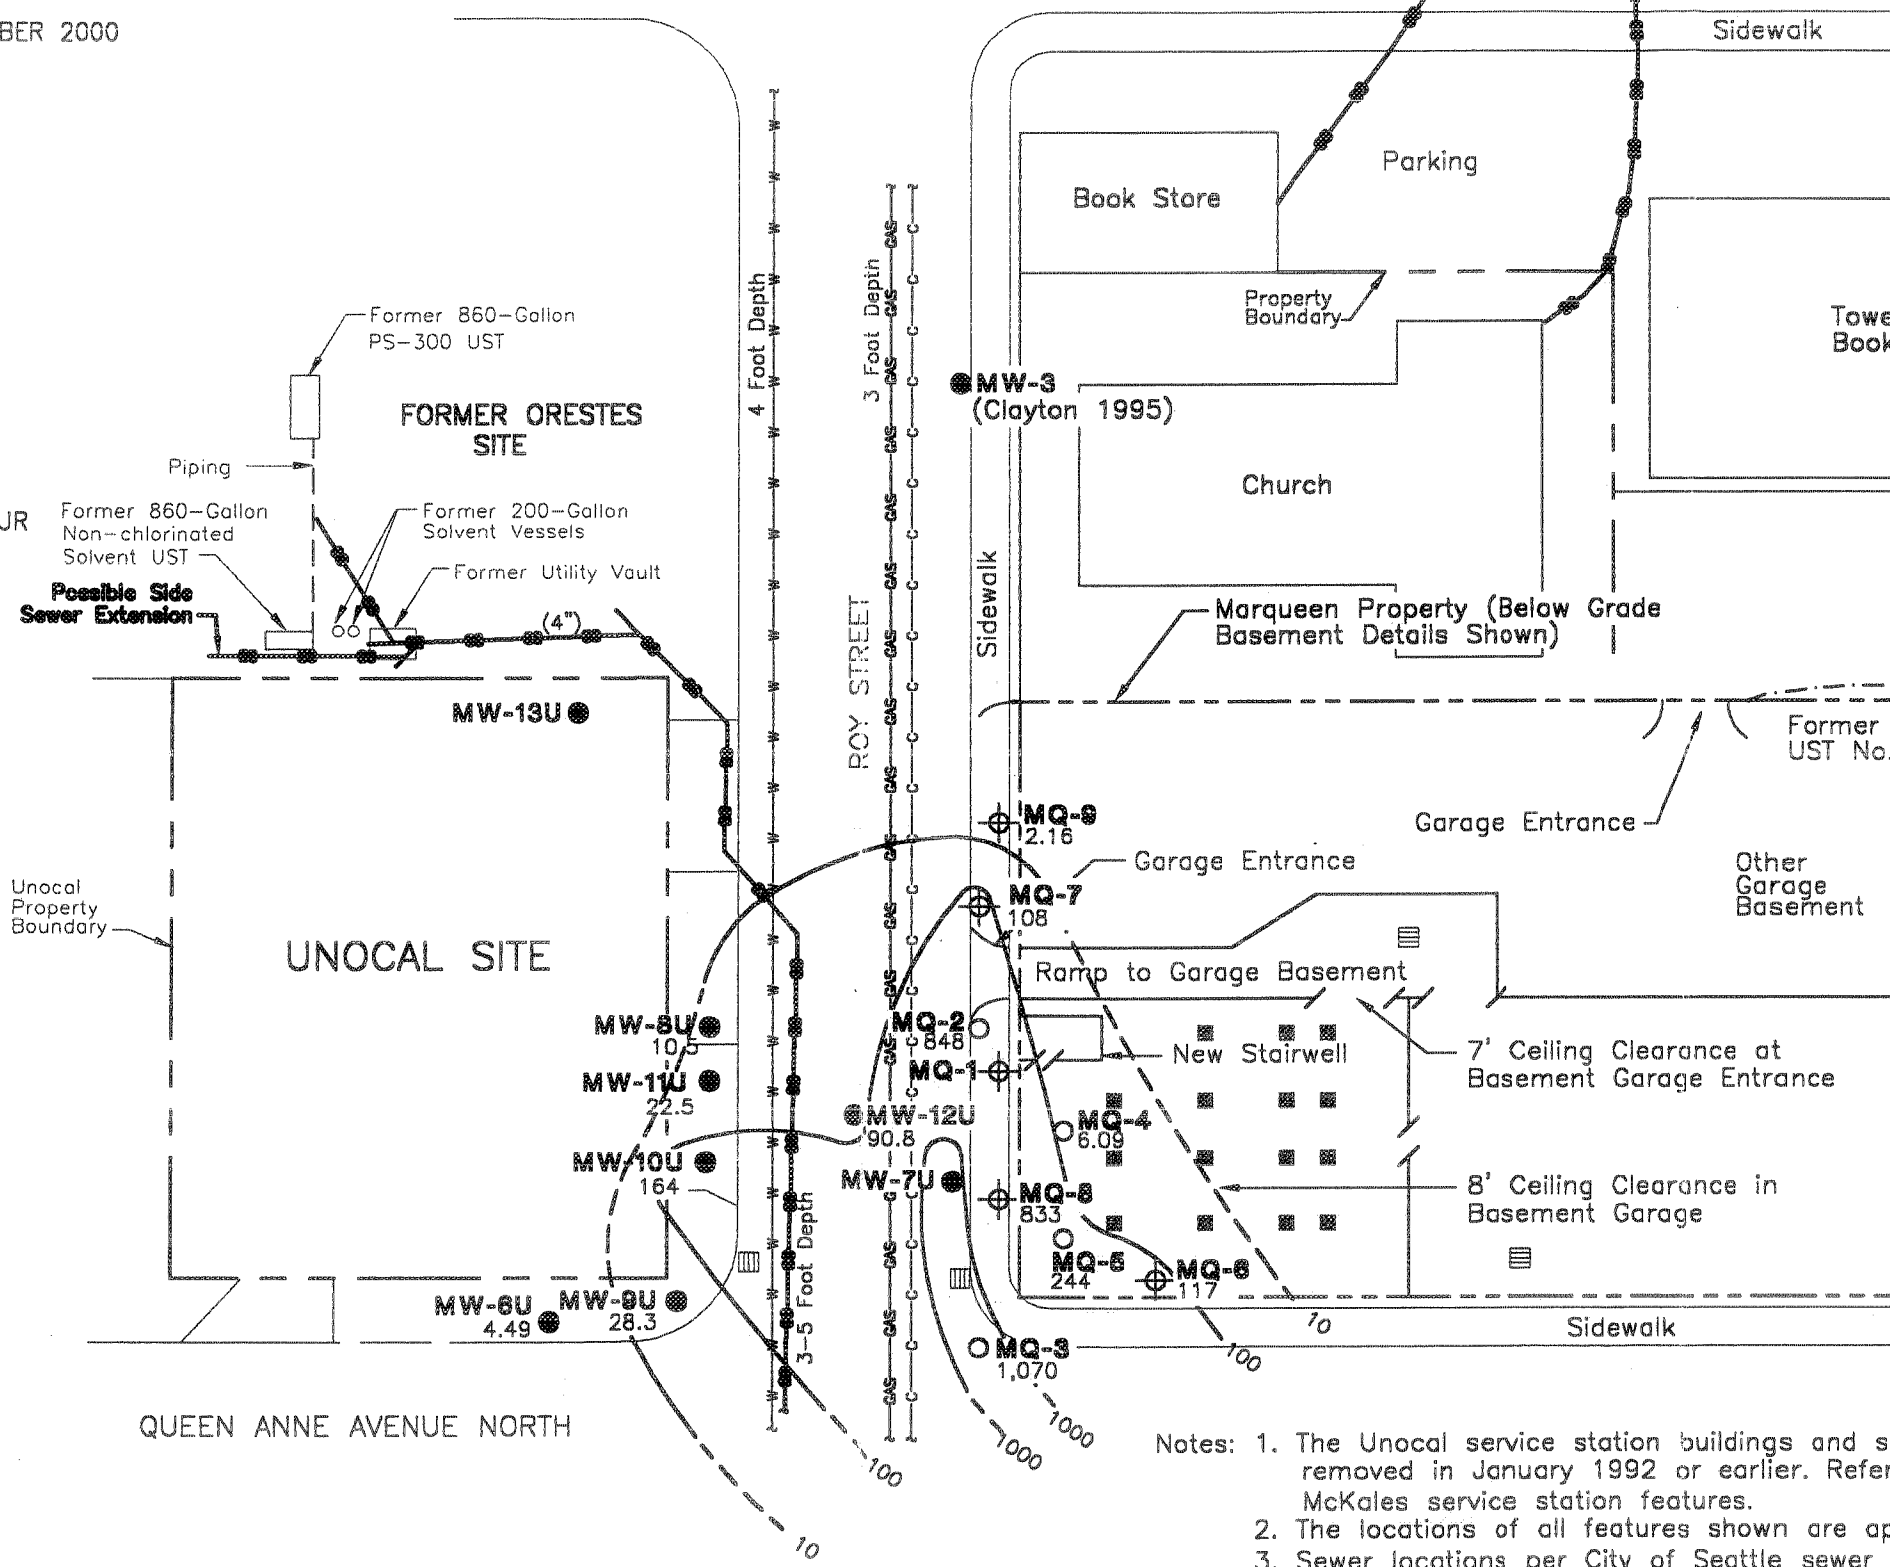 BER 2000
Sidewalk
Parking
Book Store
Property
Boundary
Towe
Book
Former 860-Gallon
PS-300 UST
FORMER ORESTES
SITE
Piping
Former 860-Gallon
Non-chlorinated
Solvent UST
UR
Former 200-Gallon
Solvent Vessels
Former Utility Vault
Possible Side
Sewer Extension
(4")
4 Foot Depth
3 Foot Depth
ROY STREET
Sidewalk
MW-3
(Clayton 1995)
Church
Marqueen Property (Below Grade
Basement Details Shown)
Former
UST No.
Garage Entrance
MW-13U
MQ-9
2.16
Garage Entrance
MQ-7
108
Other
Garage
Basement
Unocal
Property
Boundary
UNOCAL SITE
Ramp to Garage Basement
MW-8U
10.5
MQ-2
848
New Stairwell
7' Ceiling Clearance at
Basement Garage Entrance
MW-11U
22.5
MQ-1
MW-12U
90.8
MQ-4
6.09
MW-10U
164
MW-7U
MQ-8
833
8' Ceiling Clearance in
Basement Garage
3-5 Foot Depth
MQ-5
244
MQ-6
117
MW-6U
4.49
MW-9U
28.3
MQ-3
1,070
10
100
Sidewalk
1000
1000
100
10
QUEEN ANNE AVENUE NORTH
Notes: 1. The Unocal service station buildings and s
removed in January 1992 or earlier. Refer
McKales service station features.
2. The locations of all features shown are ap
3. Sewer locations per City of Seattle sewer